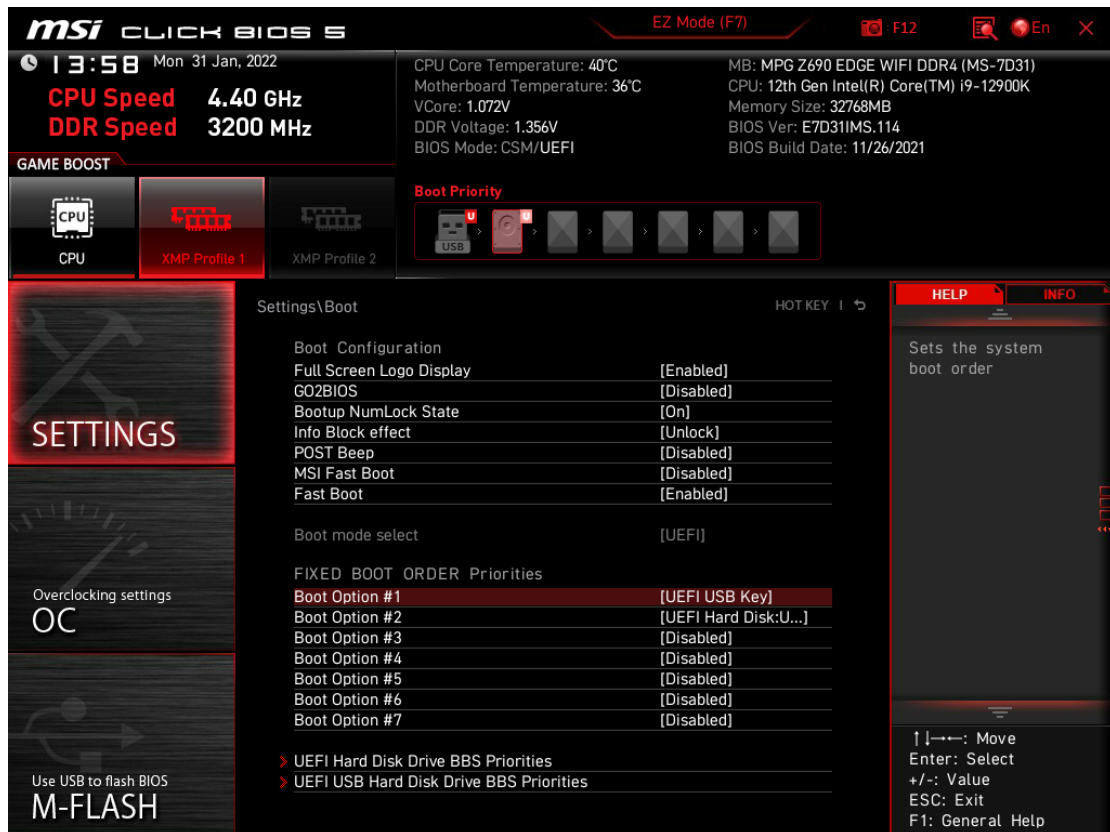 msi CLICK BIOS 5
EZ Mode (F7)
: F12
En
13:58 Mon 31 Jan, 2022
CPU Speed 4.40 GHz
DDR Speed 3200 MHz
CPU Core Temperature: 40°C
Motherboard Temperature: 36°C
VCore: 1.072V
DDR Voltage: 1.356V
BIOS Mode: CSM/UEFI
MB: MPG Z690 EDGE WIFI DDR4 (MS-7D31)
CPU: 12th Gen Intel(R) Core(TM) i9-12900K
Memory Size: 32768MB
BIOS Ver: E7D31IMS.114
BIOS Build Date: 11/26/2021
GAME BOOST
CPU
CPU
XMP Profile 1
XMP Profile 2
Boot Priority
U
USB
U
SETTINGS
Overclocking settings
OC
Use USB to flash BIOS
M-FLASH
Settings\Boot
HOT KEY
Boot Configuration
Full Screen Logo Display [Enabled]
GO2BIOS [Disabled]
Bootup NumLock State [On]
Info Block effect [Unlock]
POST Beep [Disabled]
MSI Fast Boot [Disabled]
Fast Boot [Enabled]
Boot mode select [UEFI]
FIXED BOOT ORDER Priorities
Boot Option #1 [UEFI USB Key]
Boot Option #2 [UEFI Hard Disk:U...]
Boot Option #3 [Disabled]
Boot Option #4 [Disabled]
Boot Option #5 [Disabled]
Boot Option #6 [Disabled]
Boot Option #7 [Disabled]
UEFI Hard Disk Drive BBS Priorities
UEFI USB Hard Disk Drive BBS Priorities
HELP
INFO
Sets the system
boot order
↑↓→←: Move
Enter: Select
+/-: Value
ESC: Exit
F1: General Help